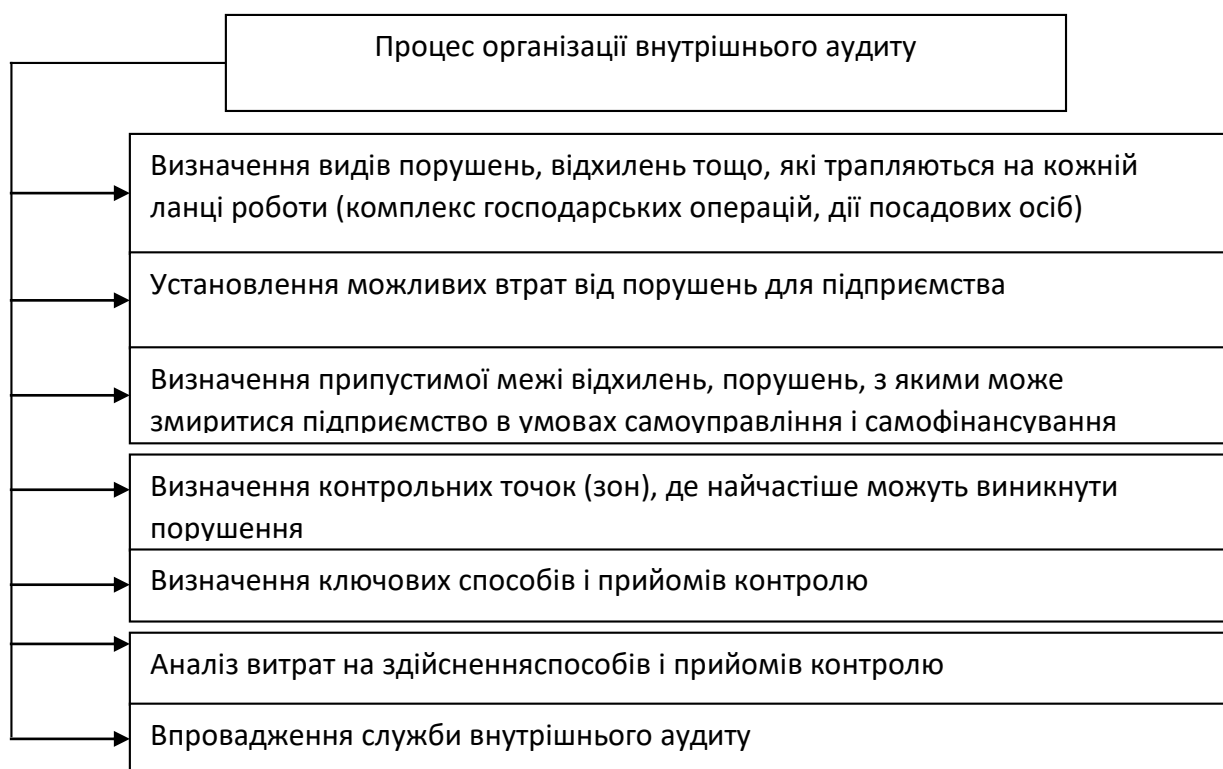 Процес організації внутрішнього аудиту
Визначення видів порушень, відхилень тощо, які трапляються на кожній
ланці роботи (комплекс господарських операцій, дії посадових осіб)
Установлення можливих втрат від порушень для підприємства
Визначення припустимої межі відхилень, порушень, з якими може
змиритися підприємство в умовах самоуправління і самофінансування
Визначення контрольних точок (зон), де найчастіше можуть виникнути
порушення
Визначення ключових способів і прийомів контролю
Аналіз витрат на здійсненняспособів і прийомів контролю
Впровадження служби внутрішнього аудиту